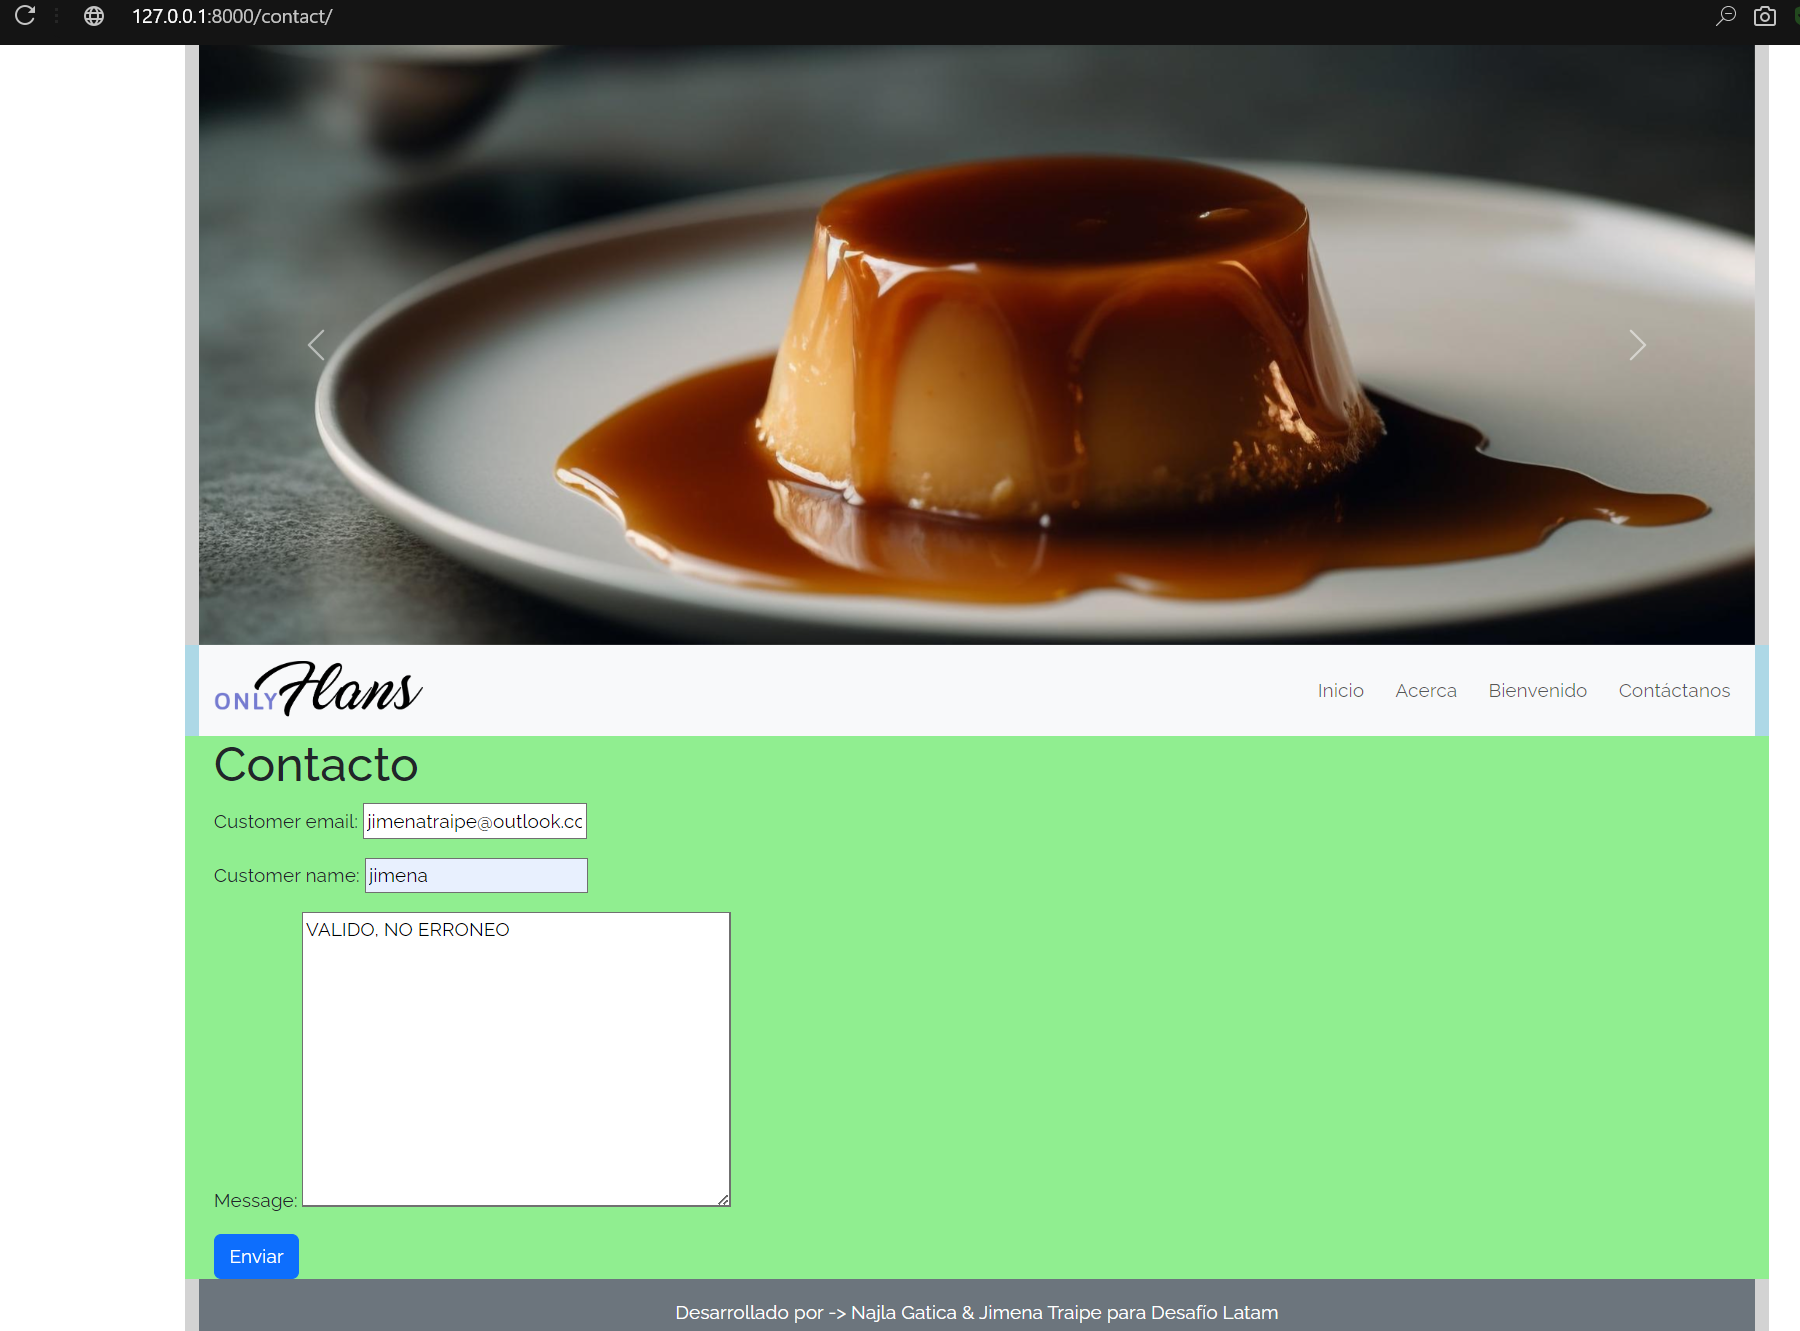 127.0.0.1:8000/contact/
ONLY Flans
Inicio Acerca Bienvenido Contáctanos
Contacto
Customer email: jimenatraipe@outlook.cc
Customer name: jimena
VALIDO, NO ERRONEO
Message:
Enviar
Desarrollado por -> Najla Gatica & Jimena Traipe para Desafío Latam